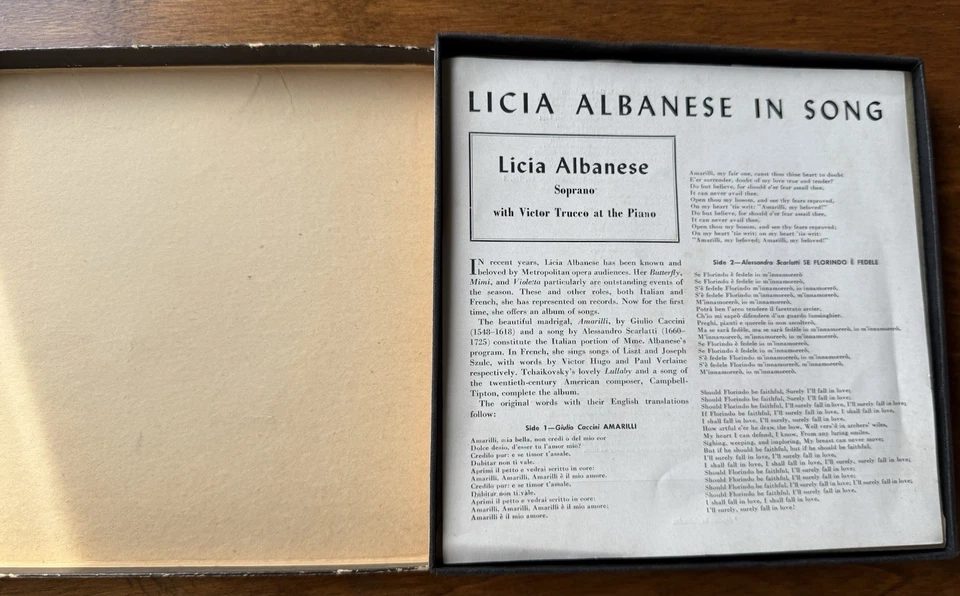 LICIA ALBANESE IN SONG
Licia Albanese
Soprano
with Victor Trucco at the Piano
IN recent years, Licia Albanese has been known and
beloved by Metropolitan opera audiences. Her Butterfly,
Mimi, and Violetta particularly are outstanding events of
the season. These and other roles, both Italian and
French, she has represented on records. Now for the first
time, she offers an album of songs.
The beautiful madrigal, Amarilli, by Giulio Caccini
(1548-1618) and a song by Alessandro Scarlatti (1660-
1725) constitute the Italian portion of Mme. Albanese's
program. In French, she sings songs of Liszt and Joseph
Szulc, with words by Victor Hugo and Paul Verlaine
respectively. Tchaikovsky's lovely Lullaby and a song of
the twentieth-century American composer, Campbell-
Tipton, complete the album.
The original words with their English translations
follow:
Side 1—Giulio Caccini AMARILLI
Amarilli, mia bella, non credi o del mio cor
Dolce desio, d'esser tu l'amor mio?
Credilo pur: e se timor t'assale,
Dubitar non ti vale.
Aprimi il petto e vedrai scritto in core:
Amarilli, Amarilli, Amarilli è il mio amore.
Credilo pur: e se timor t'assale,
Dubitar non ti vale.
Aprimi il petto e vedrai scritto in core:
Amarilli, Amarilli, Amarilli è il mio amore;
Amarilli è il mio amore.
Amarilli, my fair one, canst thou thine heart to doubt
E'er surrender, doubt of my love true and tender?
Do but believe, for should e'er fear assail thee,
It can never avail thee.
Open thou my bosom, and see thy fears reproved,
On my heart 'tis writ: "Amarilli, my beloved!"
Do but believe, for should e'er fear assail thee,
It can never avail thee;
Open thou my bosom, and see thy fears reproved,
On my heart 'tis writ; on my heart 'tis writ:
"Amarilli, my beloved; Amarilli, my beloved!"
Side 2—Alessandro Scarlatti SE FLORINDO È FEDELE
Se Florindo è fedele io m'innamorerò
Se Florindo è fedele io m'innamorerò,
S'è fedele Florindo m'innamorerò, io innamorerò,
S'è fedele Florindo m'innamorerò,
M'innamorerò, io m'innamorerò.
Potrà ben l'arco tendere il faretrato arcier,
Ch'io mi saprò difendere d'un guardo lusinghier.
Preghi, pianti e querele io non ascolterò,
Ma se sarà fedele, ma se sarà fedele io m'innamorerò, io m'innamorerò,
M'innamorerò, m'innamorerò, io m'innamorerò.
Se Florindo è fedele io m'innamorerò,
Se Florindo è fedele io m'innamorerò,
S'è fedele Florindo m'innamorerò, io m'innamorerò,
S'è fedele Florindo m'innamorerò,
M'innamorerò, io m'innamorerò.
Should Florindo be faithful, Surely I'll fall in love;
Should Florindo be faithful, Surely I'll fall in love;
Should Florindo be faithful, I'll surely fall in love, I'll surely fall in love,
If Florindo be faithful, I'll surely fall in love, I shall fall in love,
I shall fall in love, I'll surely fall in love.
How artful e'er he draw the bow, Well vers'd in archers' wiles,
My heart I can defend, I know, From any luring smiles.
Sighing, weeping, and imploring, My breast can never move;
But if he should be faithful, but if he should be faithful,
I'll surely fall in love, I'll surely fall in love,
I shall fall in love, I shall fall in love, I'll surely, surely fall in love;
Should Florindo be faithful, I'll surely fall in love;
Should Florindo be faithful, I'll surely fall in love;
Should Florindo be faithful, I'll surely fall in love; I'll surely fall in love;
Should Florindo be faithful, I'll surely fall in love,
I shall fall in love,
I'll surely, surely fall in love!